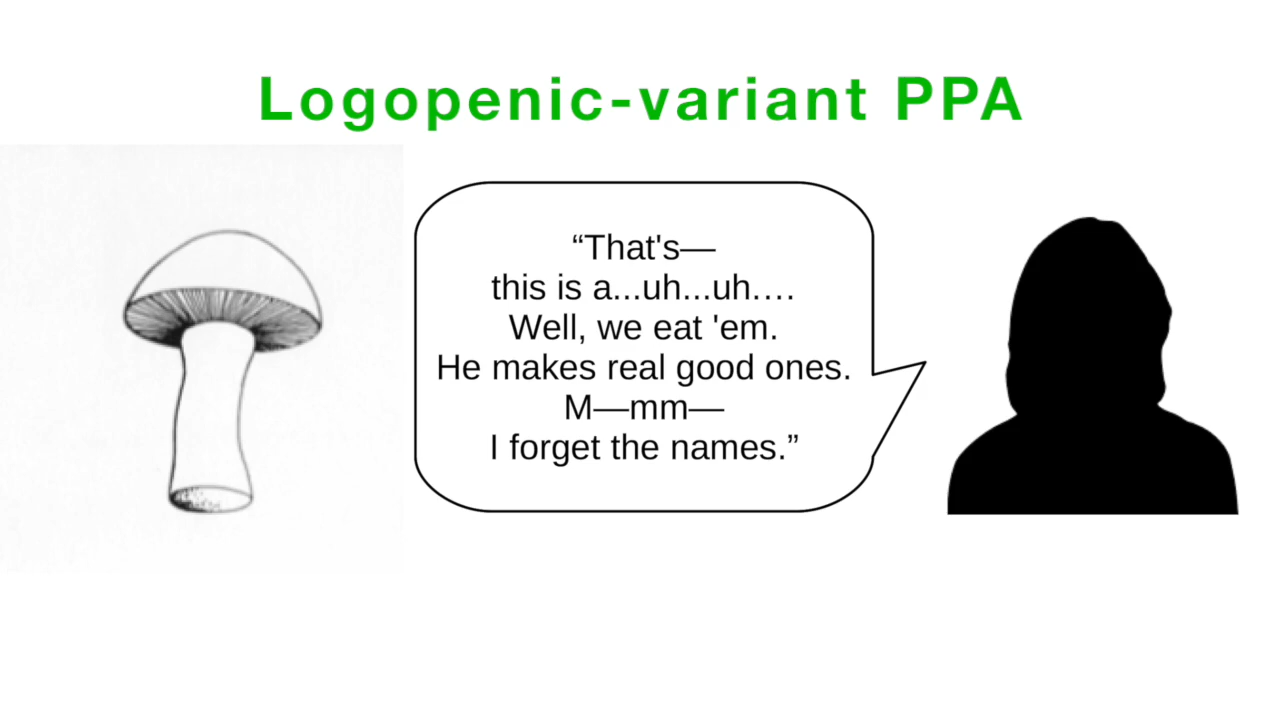 Logopenic-variant PPA
“That's—
this is a...uh...uh....
Well, we eat 'em.
He makes real good ones.
M—mm—
I forget the names.”